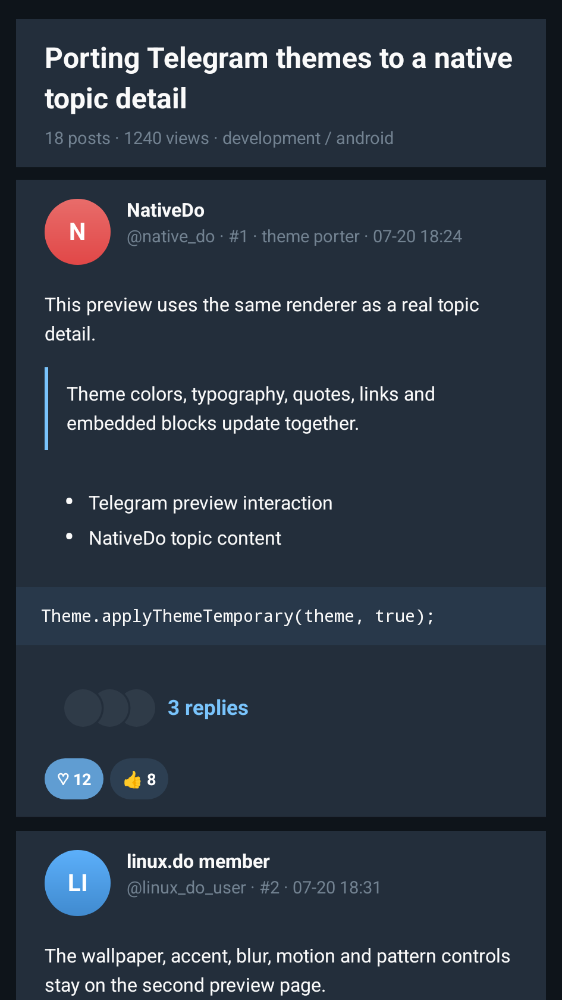 Porting Telegram themes to a native
topic detail
18 posts · 1240 views · development / android
N
NativeDo
@native_do · #1 · theme porter · 07-20 18:24
This preview uses the same renderer as a real topic
detail.
Theme colors, typography, quotes, links and
embedded blocks update together.
• Telegram preview interaction
• NativeDo topic content
Theme.applyThemeTemporary(theme, true);
3 replies
♡ 12 👍 8
LI
linux.do member
@linux_do_user · #2 · 07-20 18:31
The wallpaper, accent, blur, motion and pattern controls
stay on the second preview page.